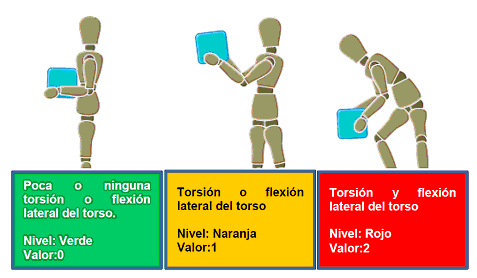 Poca o ninguna
torsión o flexión
lateral del torso.
Nivel: Verde
Valor:0
Torsión o flexión
lateral del torso
Nivel: Naranja
Valor:1
Torsión y flexión
lateral del torso
Nivel: Rojo
Valor:2